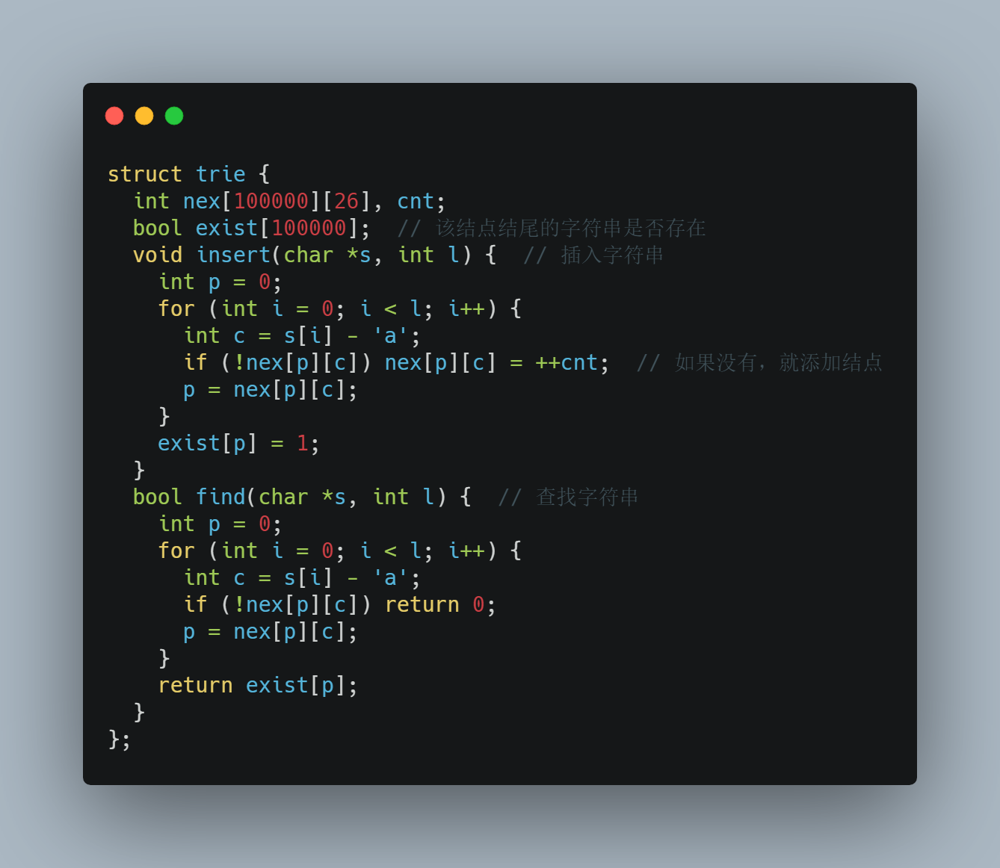 struct trie {
  int nex[100000][26], cnt;
  bool exist[100000];  // 该结点结尾的字符串是否存在
  void insert(char *s, int l) {  // 插入字符串
    int p = 0;
    for (int i = 0; i < l; i++) {
      int c = s[i] - 'a';
      if (!nex[p][c]) nex[p][c] = ++cnt;  // 如果没有，就添加结点
      p = nex[p][c];
    }
    exist[p] = 1;
  }
  bool find(char *s, int l) {  // 查找字符串
    int p = 0;
    for (int i = 0; i < l; i++) {
      int c = s[i] - 'a';
      if (!nex[p][c]) return 0;
      p = nex[p][c];
    }
    return exist[p];
  }
};